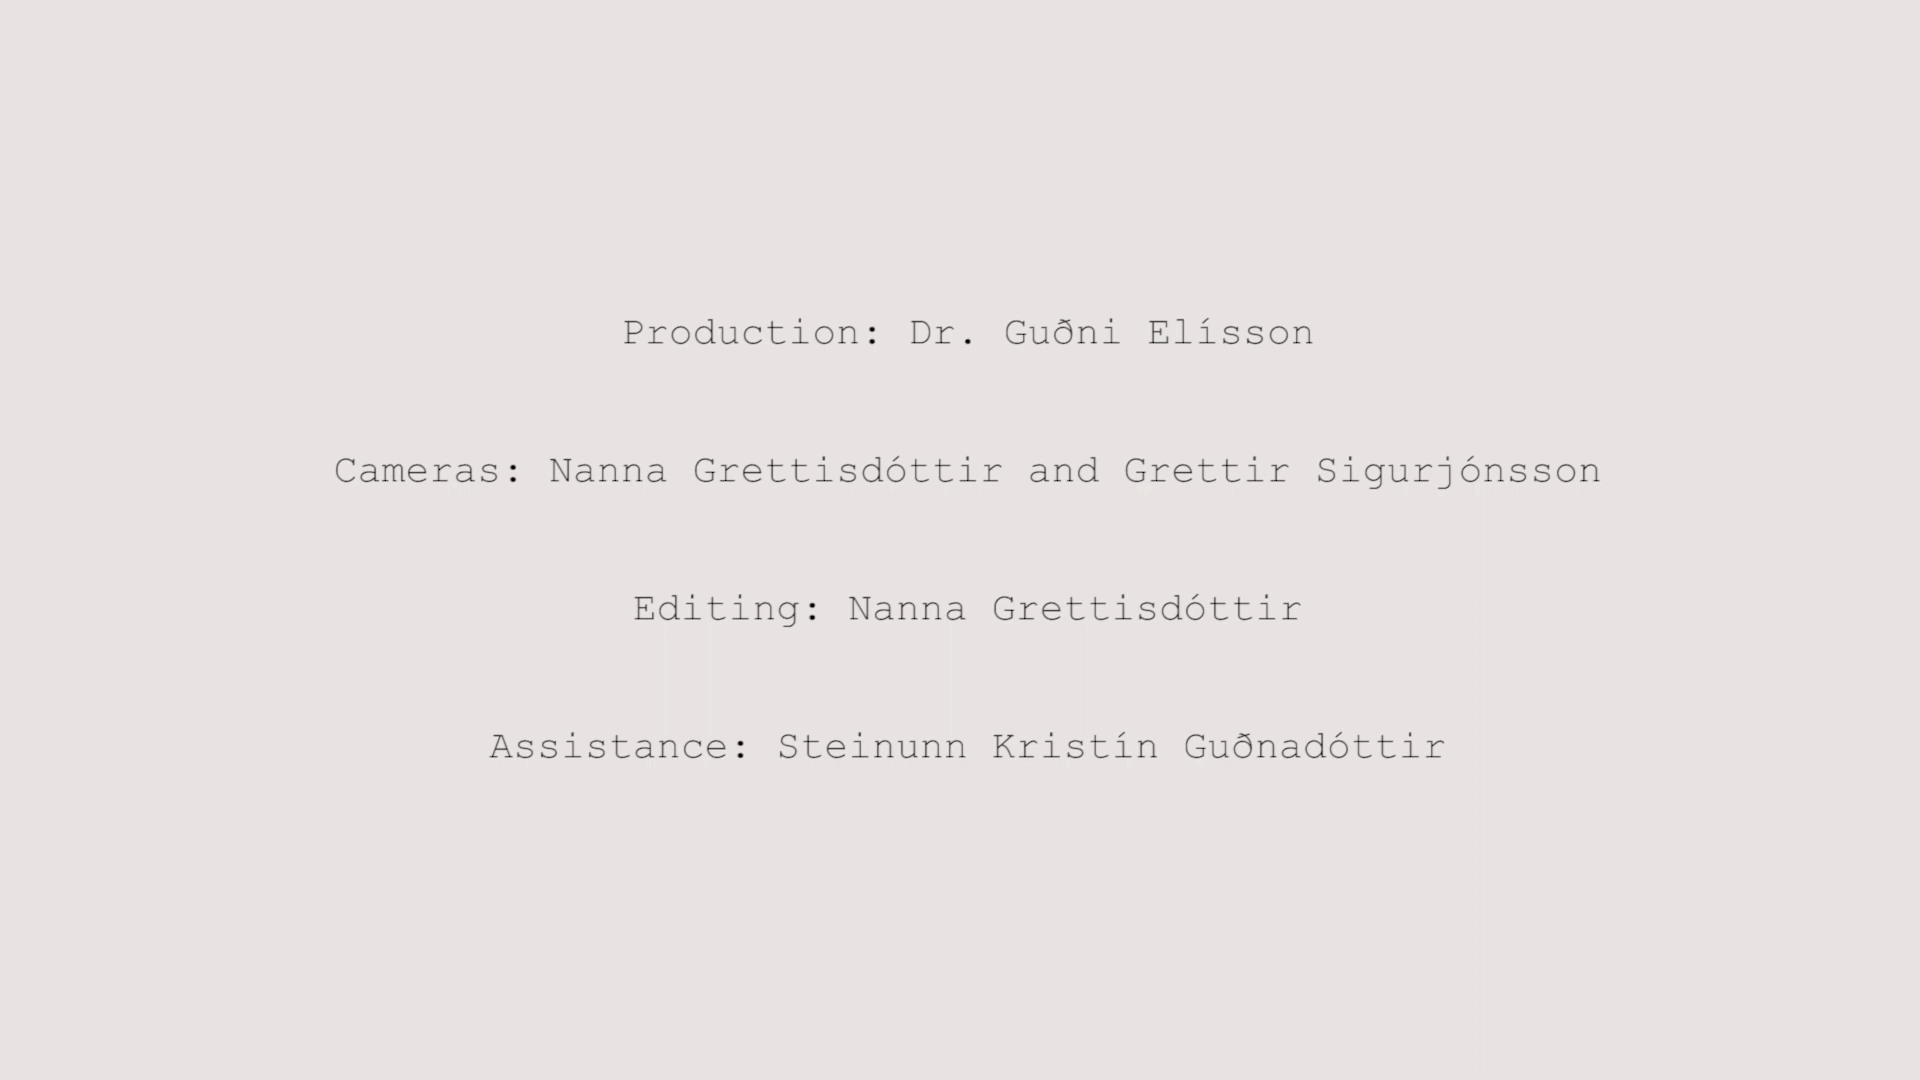 Production: Dr. Guðni Elísson
Cameras: Nanna Grettisdóttir and Grettir Sigurjónsson
Editing: Nanna Grettisdóttir
Assistance: Steinunn Kristín Guðnadóttir